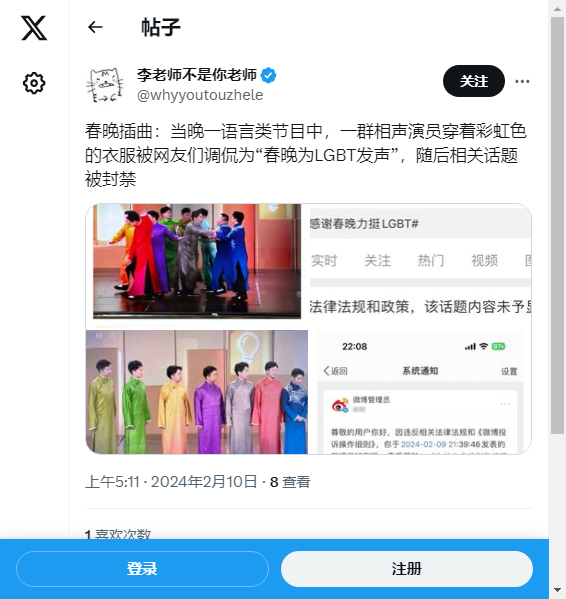 帖子
李老师不是你老师
@whyyoutouzhele
关注
春晚插曲：当晚一语言类节目中，一群相声演员穿着彩虹色
的衣服被网友们调侃为“春晚为LGBT发声”，随后相关话题
被封禁
感谢春晚力挺LGBT#
实时 关注 热门 视频
法律法规和政策，该话题内容未予显
22:08
97+
返回 系统通知 设置
微博管理员
刚刚
尊敬的用户你好，因违反相关法律法规和《微博投
诉操作细则》，你于2024-02-09 21:39:46发表的
上午5:11 · 2024年2月10日 · 8 查看
1 喜欢次数
登录
注册